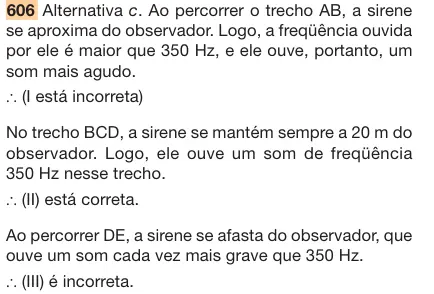 606 Alternativa c. Ao percorrer o trecho AB, a sirene
se aproxima do observador. Logo, a freqüência ouvida
por ele é maior que 350 Hz, e ele ouve, portanto, um
som mais agudo.
∴ (I está incorreta)
No trecho BCD, a sirene se mantém sempre a 20 m do
observador. Logo, ele ouve um som de freqüência
350 Hz nesse trecho.
∴ (II) está correta.
Ao percorrer DE, a sirene se afasta do observador, que
ouve um som cada vez mais grave que 350 Hz.
∴ (III) é incorreta.